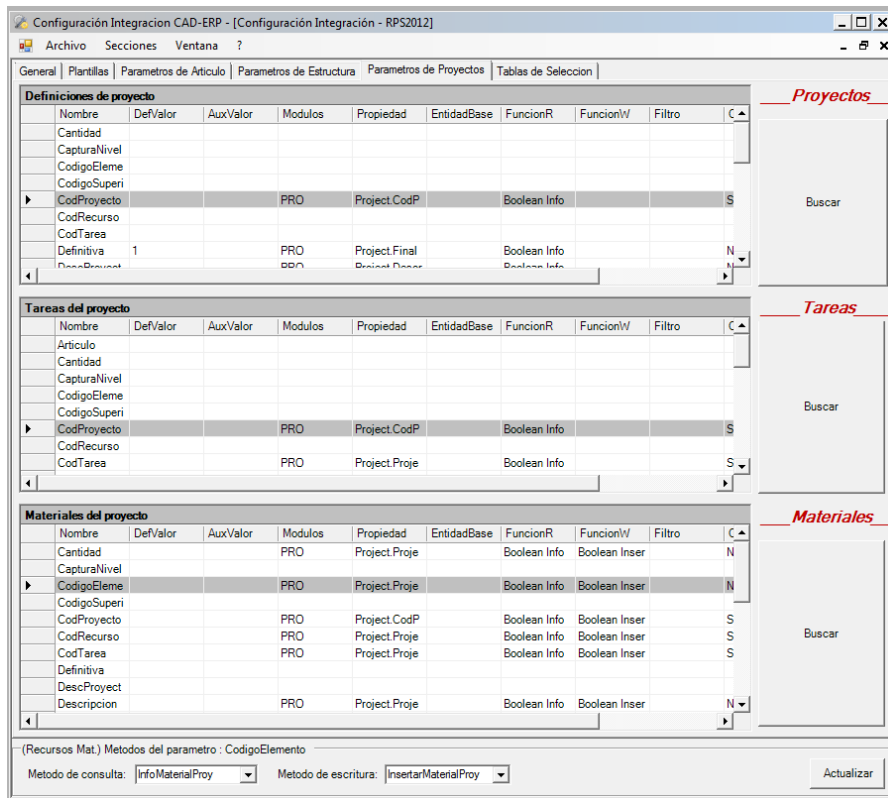 Configuración Integracion CAD-ERP - [Configuración Integración - RPS2012]
Archivo Secciones Ventana ?
General Plantillas Parametros de Articulo Parametros de Estructura Parametros de Proyectos Tablas de Seleccion
Definiciones de proyecto
Proyectos
Nombre DefValor AuxValor Modulos Propiedad EntidadBase FuncionR FuncionW Filtro
Cantidad
CapturaNivel
CodigoEleme
CodigoSuperi
CodProyecto PRO Project.CodP Boolean Info S
Buscar
CodRecurso
CodTarea
Definitiva 1 PRO Project.Final Boolean Info N
Tareas del proyecto
Tareas
Nombre DefValor AuxValor Modulos Propiedad EntidadBase FuncionR FuncionW Filtro
Articulo
Cantidad
CapturaNivel
CodigoEleme
CodigoSuperi
Buscar
CodProyecto PRO Project.CodP Boolean Info S
CodRecurso
CodTarea PRO Project.Proje Boolean Info S
Materiales del proyecto
Materiales
Nombre DefValor AuxValor Modulos Propiedad EntidadBase FuncionR FuncionW Filtro
Cantidad PRO Project.Proje Boolean Info Boolean Inser N
CapturaNivel
CodigoEleme PRO Project.Proje Boolean Info Boolean Inser N
CodigoSuperi
CodProyecto PRO Project.CodP Boolean Info Boolean Inser S
CodRecurso PRO Project.Proje Boolean Info Boolean Inser S
Buscar
CodTarea PRO Project.Proje Boolean Info Boolean Inser S
Definitiva
DescProyect
Descripcion PRO Project.Proje Boolean Info Boolean Inser N
(Recursos Mat.) Metodos del parametro : CodigoElemento
Metodo de consulta: InfoMaterialProy Metodo de escritura: InsertarMaterialProy Actualizar